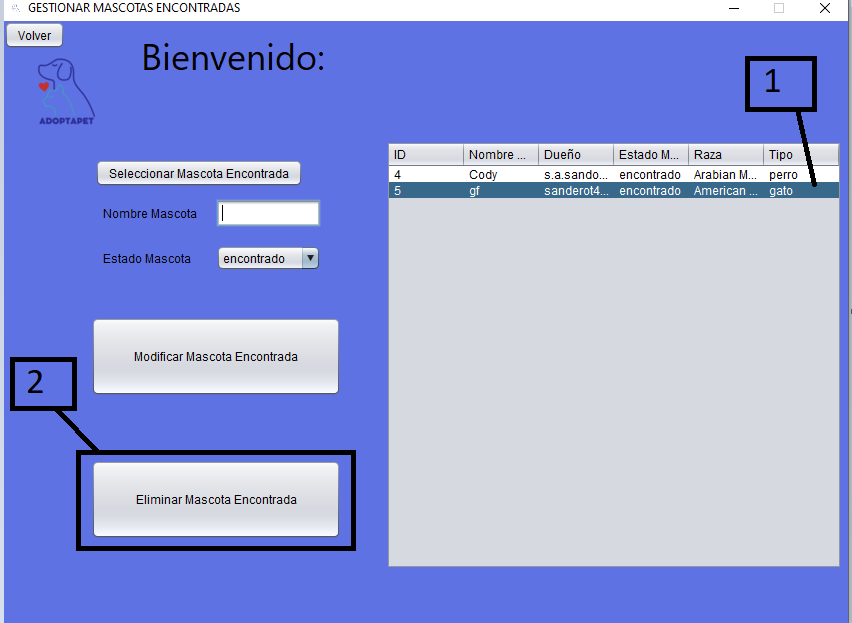 GESTIONAR MASCOTAS ENCONTRADAS
Volver
Bienvenido:
ADOPTAPET
1
Seleccionar Mascota Encontrada
Nombre Mascota
Estado Mascota
encontrado
Modificar Mascota Encontrada
2
Eliminar Mascota Encontrada
ID Nombre ... Dueño Estado M... Raza Tipo
4 Cody s.a.sando... encontrado Arabian M... perro
5 gf sanderot4... encontrado American ... gato